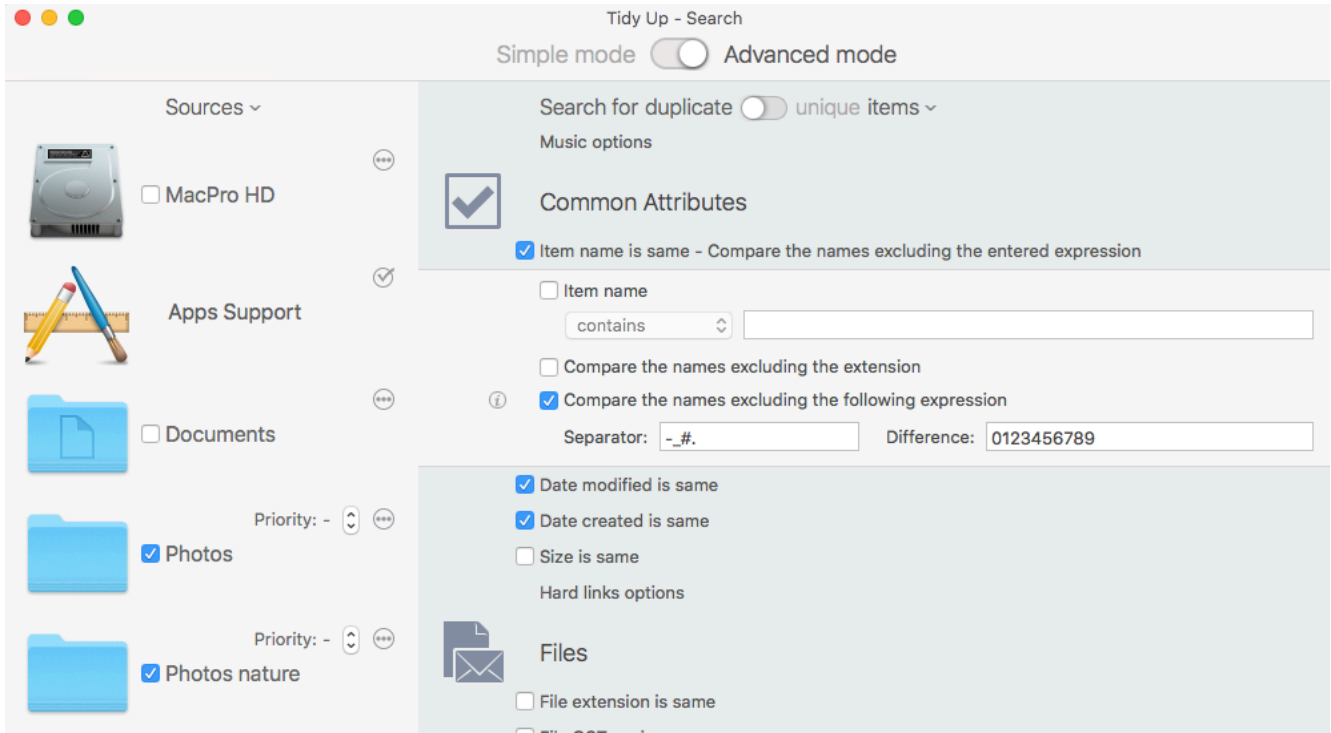 Tidy Up - Search
Simple mode Advanced mode
Sources
MacPro HD
Apps Support
Documents
Priority: -
Photos
Priority: -
Photos nature
Search for duplicate unique items
Music options
Common Attributes
Item name is same - Compare the names excluding the entered expression
Item name
contains
Compare the names excluding the extension
i Compare the names excluding the following expression
Separator: -_#. Difference: 0123456789
Date modified is same
Date created is same
Size is same
Hard links options
Files
File extension is same